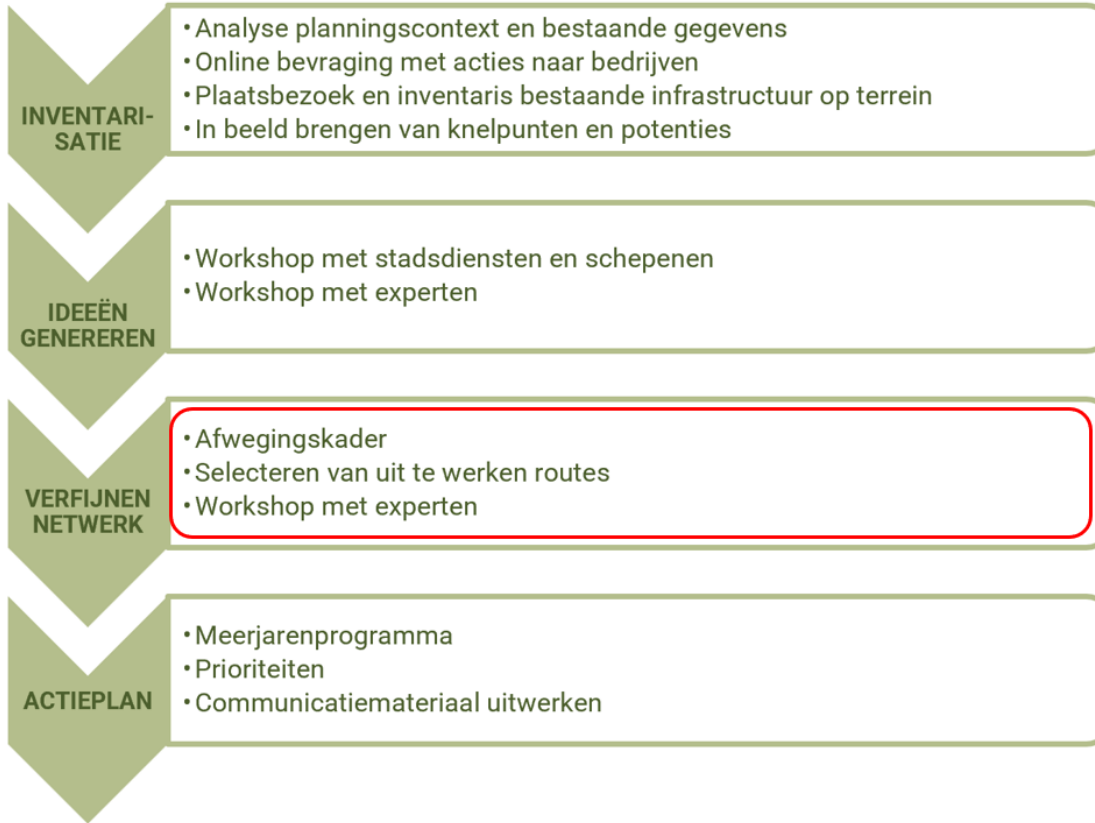 INVENTARI-
SATIE
•Analyse planningscontext en bestaande gegevens
•Online bevraging met acties naar bedrijven
•Plaatsbezoek en inventaris bestaande infrastructuur op terrein
•In beeld brengen van knelpunten en potenties
IDEEËN
GENEREREN
•Workshop met stadsdiensten en schepenen
•Workshop met experten
VERFIJNEN
NETWERK
•Afwegingskader
•Selecteren van uit te werken routes
•Workshop met experten
ACTIEPLAN
•Meerjarenprogramma
•Prioriteiten
•Communicatiemateriaal uitwerken